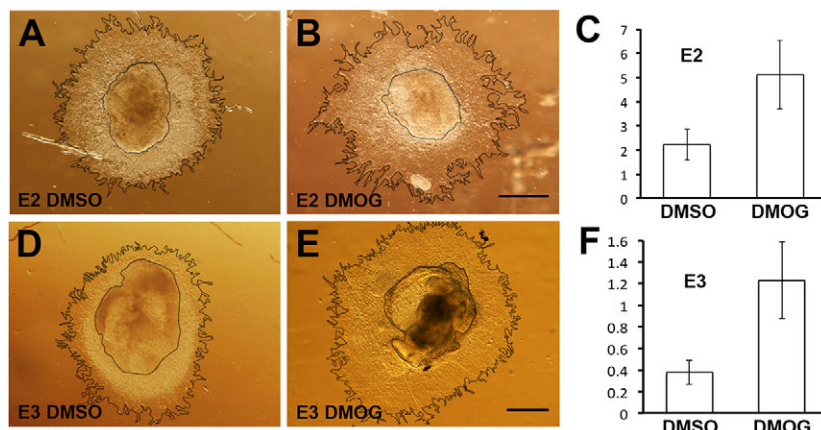 A
E2 DMSO
B
E2 DMOG
C
E2
7
6
5
4
3
2
1
0
DMSO DMOG
D
E3 DMSO
E
E3 DMOG
F
E3
1.6
1.4
1.2
1
0.8
0.6
0.4
0.2
0
DMSO DMOG